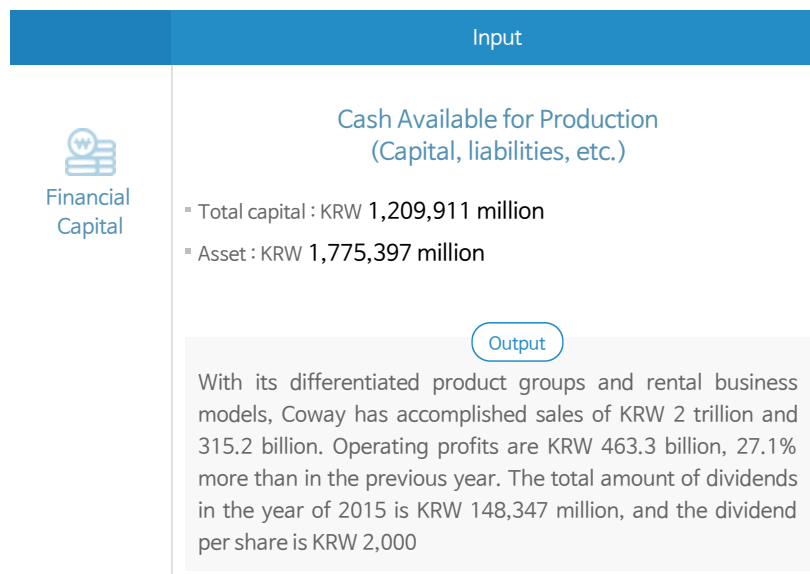 Input
₩
Financial
Capital
Cash Available for Production
(Capital, liabilities, etc.)
Total capital : KRW 1,209,911 million
Asset : KRW 1,775,397 million
Output
With its differentiated product groups and rental business
models, Coway has accomplished sales of KRW 2 trillion and
315.2 billion. Operating profits are KRW 463.3 billion, 27.1%
more than in the previous year. The total amount of dividends
in the year of 2015 is KRW 148,347 million, and the dividend
per share is KRW 2,000